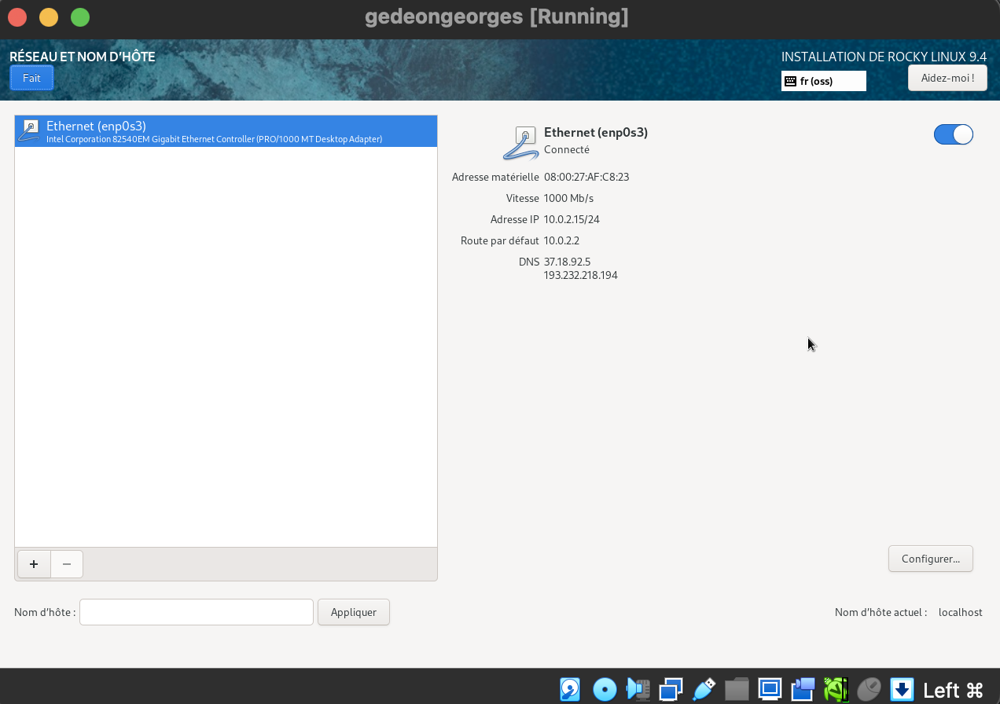 gedeongeorges [Running]
RÉSEAU ET NOM D'HÔTE
INSTALLATION DE ROCKY LINUX 9.4
Fait
fr (oss)
Aidez-moi !
Ethernet (enp0s3)
Intel Corporation 82540EM Gigabit Ethernet Controller (PRO/1000 MT Desktop Adapter)
Ethernet (enp0s3)
Connecté
Adresse matérielle 08:00:27:AF:C8:23
Vitesse 1000 Mb/s
Adresse IP 10.0.2.15/24
Route par défaut 10.0.2.2
DNS 37.18.92.5
193.232.218.194
+ −
Configurer...
Nom d'hôte :
Appliquer
Nom d'hôte actuel : localhost
Left ⌘